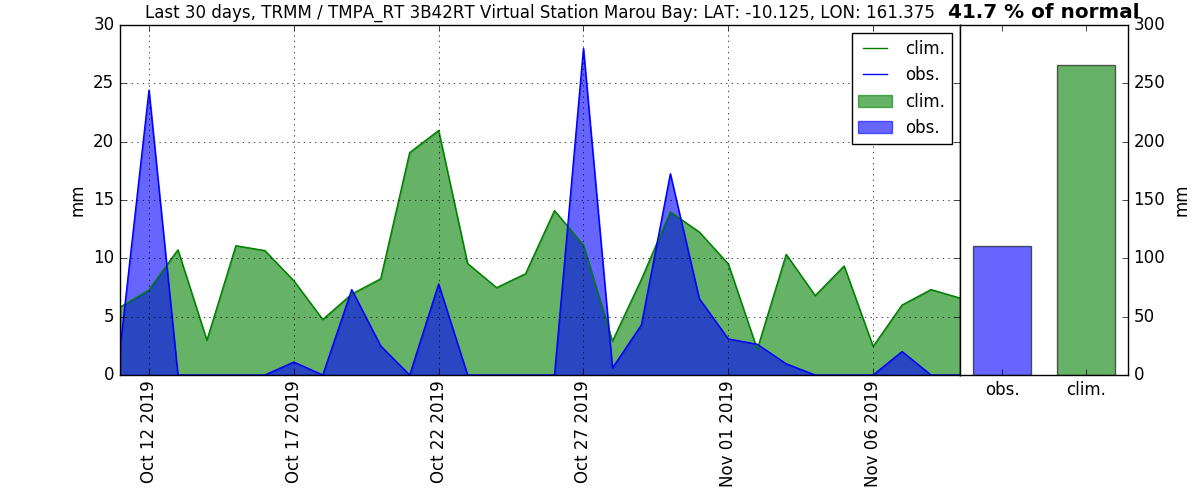 Last 30 days, TRMM / TMPA_RT 3B42RT Virtual Station Marou Bay: LAT: -10.125, LON: 161.375 41.7 % of normal
30
25
20
15
10
5
0
mm
clim.
obs.
clim.
obs.
Oct 12 2019
Oct 17 2019
Oct 22 2019
Oct 27 2019
Nov 01 2019
Nov 06 2019
300
250
200
150
100
50
0
mm
obs.
clim.